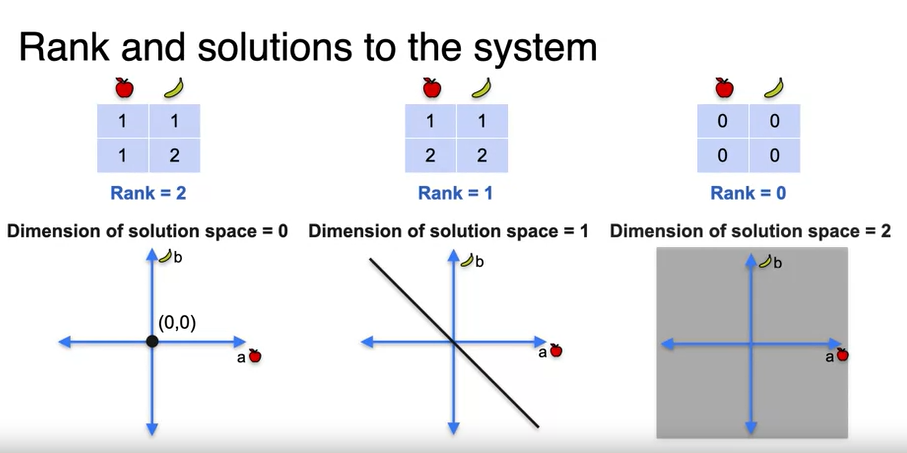 Rank and solutions to the system
1 1
1 2
Rank = 2
Dimension of solution space = 0
b
(0,0)
a
1 1
2 2
Rank = 1
Dimension of solution space = 1
b
a
0 0
0 0
Rank = 0
Dimension of solution space = 2
b
a